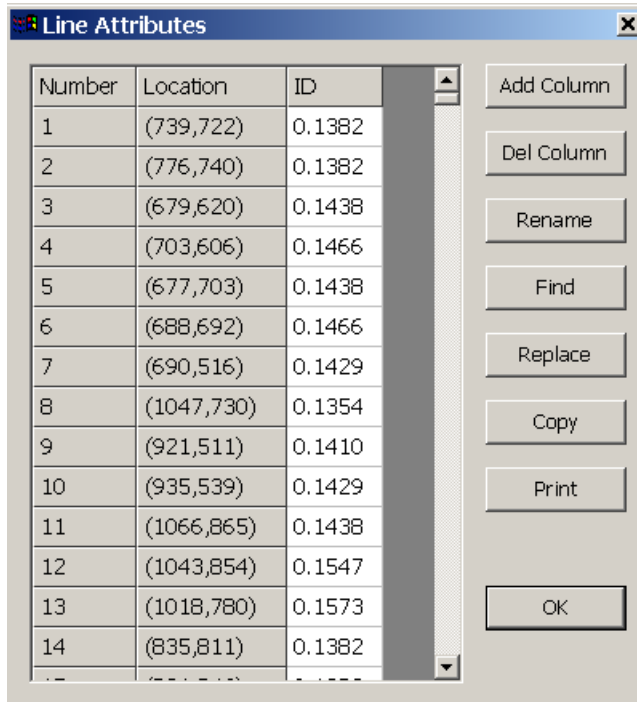 Line Attributes
Number Location ID
1 (739,722) 0.1382
2 (776,740) 0.1382
3 (679,620) 0.1438
4 (703,606) 0.1466
5 (677,703) 0.1438
6 (688,692) 0.1466
7 (690,516) 0.1429
8 (1047,730) 0.1354
9 (921,511) 0.1410
10 (935,539) 0.1429
11 (1066,865) 0.1438
12 (1043,854) 0.1547
13 (1018,780) 0.1573
14 (835,811) 0.1382
Add Column
Del Column
Rename
Find
Replace
Copy
Print
OK